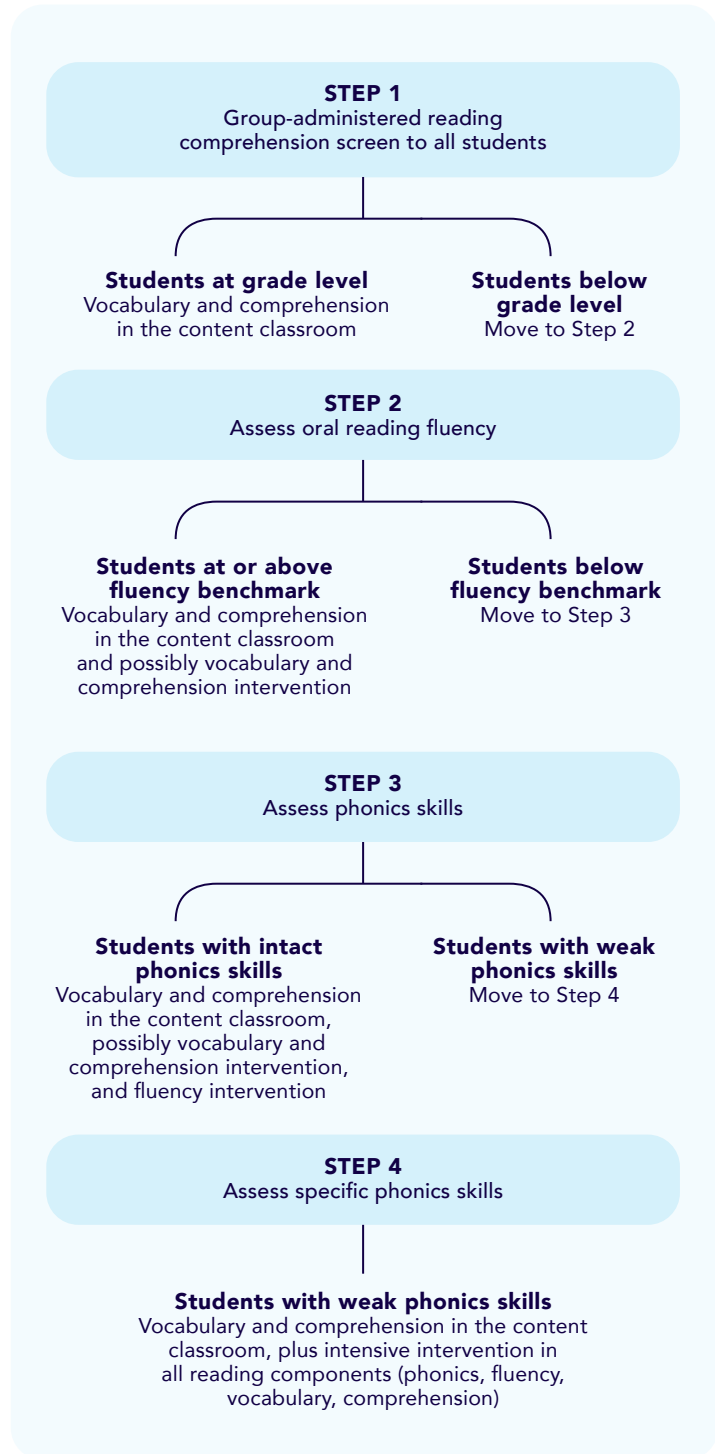 STEP 1
Group-administered reading
comprehension screen to all students
Students at grade level
Vocabulary and comprehension
in the content classroom
Students below
grade level
Move to Step 2
STEP 2
Assess oral reading fluency
Students at or above
fluency benchmark
Vocabulary and comprehension
in the content classroom
and possibly vocabulary and
comprehension intervention
Students below
fluency benchmark
Move to Step 3
STEP 3
Assess phonics skills
Students with intact
phonics skills
Vocabulary and comprehension
in the content classroom,
possibly vocabulary and
comprehension intervention,
and fluency intervention
Students with weak
phonics skills
Move to Step 4
STEP 4
Assess specific phonics skills
Students with weak phonics skills
Vocabulary and comprehension in the content
classroom, plus intensive intervention in
all reading components (phonics, fluency,
vocabulary, comprehension)